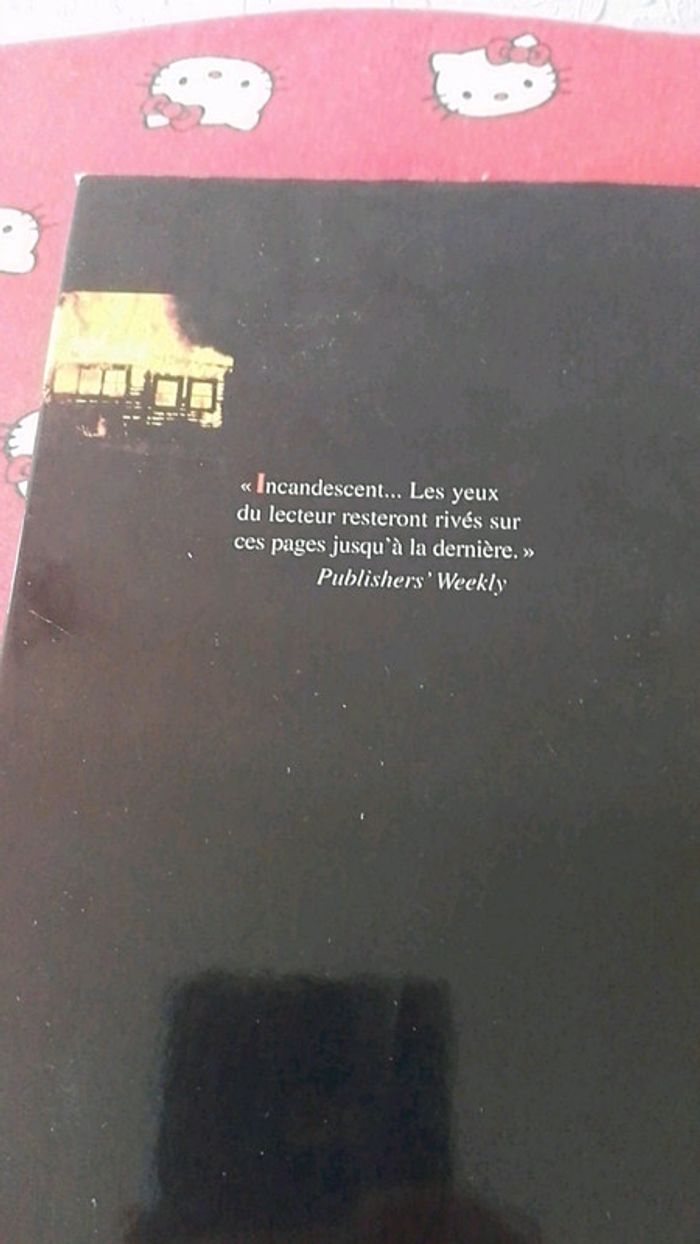 « Incandescent... Les yeux
du lecteur resteront rivés sur
ces pages jusqu'à la dernière. »
Publishers' Weekly